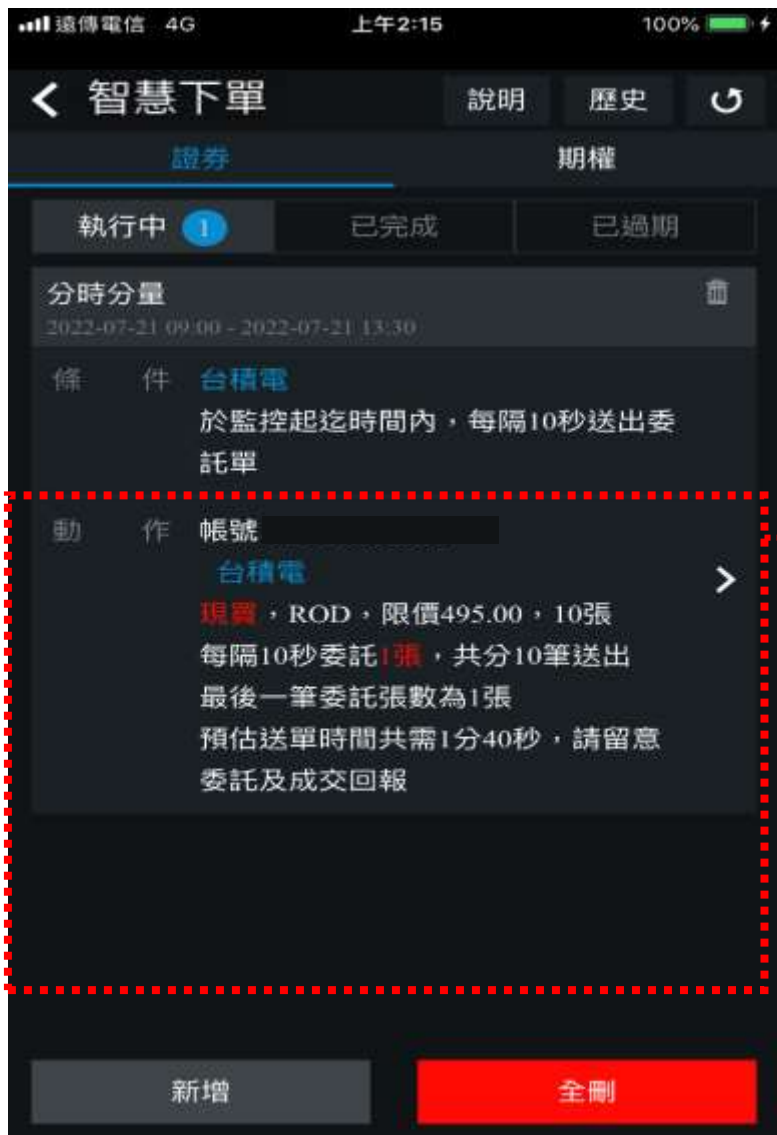 遠傳電信 4G 上午2:15 100%
智慧下單 說明 歷史
證券 期權
執行中 1 已完成 已過期
分時分量
2022-07-21 09:00 - 2022-07-21 13:30
條 件 台積電
於監控起迄時間內，每隔10秒送出委
託單
動 作 帳號
台積電
現買，ROD，限價495.00，10張
每隔10秒委託1張，共分10筆送出
最後一筆委託張數為1張
預估送單時間共需1分40秒，請留意
委託及成交回報
新增 全刪